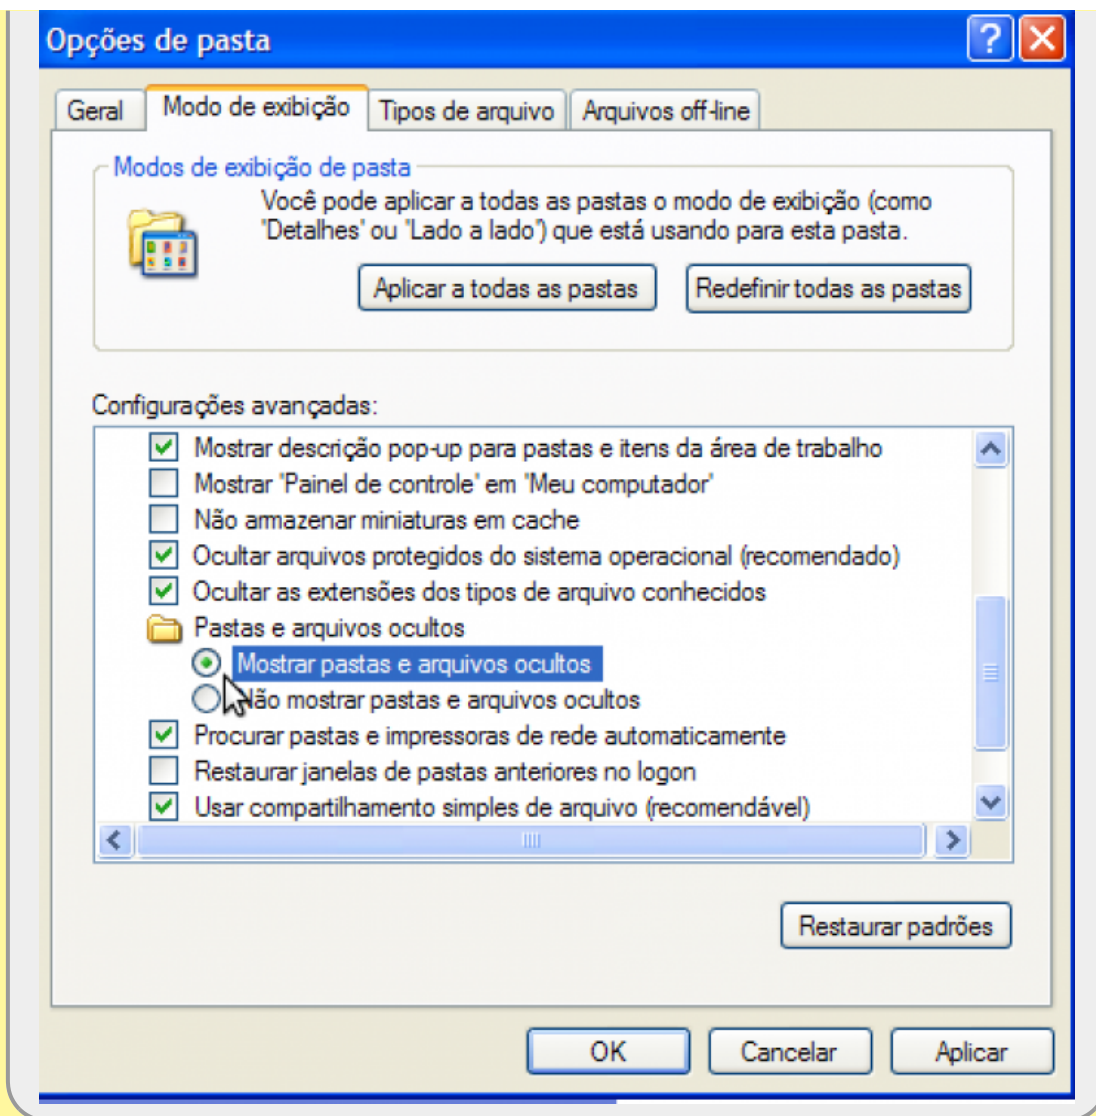 Opções de pasta
Geral
Modo de exibição
Tipos de arquivo
Arquivos off-line
Modos de exibição de pasta
Você pode aplicar a todas as pastas o modo de exibição (como
'Detalhes' ou 'Lado a lado') que está usando para esta pasta.
Aplicar a todas as pastas
Redefinir todas as pastas
Configurações avançadas:
Mostrar descrição pop-up para pastas e itens da área de trabalho
Mostrar 'Painel de controle' em 'Meu computador'
Não armazenar miniaturas em cache
Ocultar arquivos protegidos do sistema operacional (recomendado)
Ocultar as extensões dos tipos de arquivo conhecidos
Pastas e arquivos ocultos
Mostrar pastas e arquivos ocultos
Não mostrar pastas e arquivos ocultos
Procurar pastas e impressoras de rede automaticamente
Restaurar janelas de pastas anteriores no logon
Usar compartilhamento simples de arquivo (recomendável)
Restaurar padrões
OK
Cancelar
Aplicar